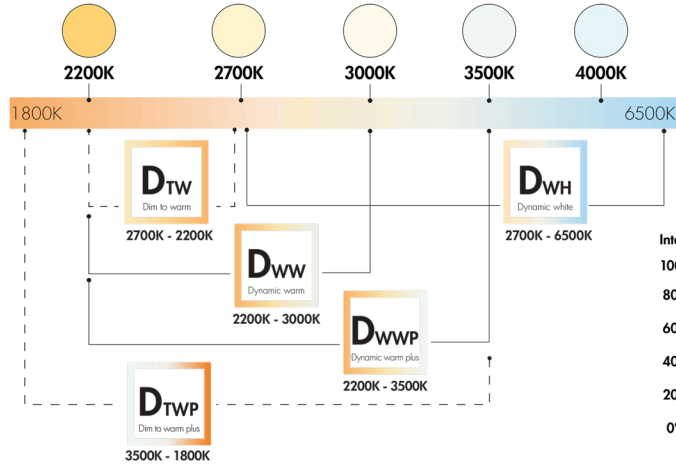 2200K
2700K
3000K
3500K
4000K
1800K
6500K
DTW
Dim to warm
2700K - 2200K
DWH
Dynamic white
2700K - 6500K
DWW
Dynamic warm
2200K - 3000K
DWWP
Dynamic warm plus
2200K - 3500K
DTWP
Dim to warm plus
3500K - 1800K